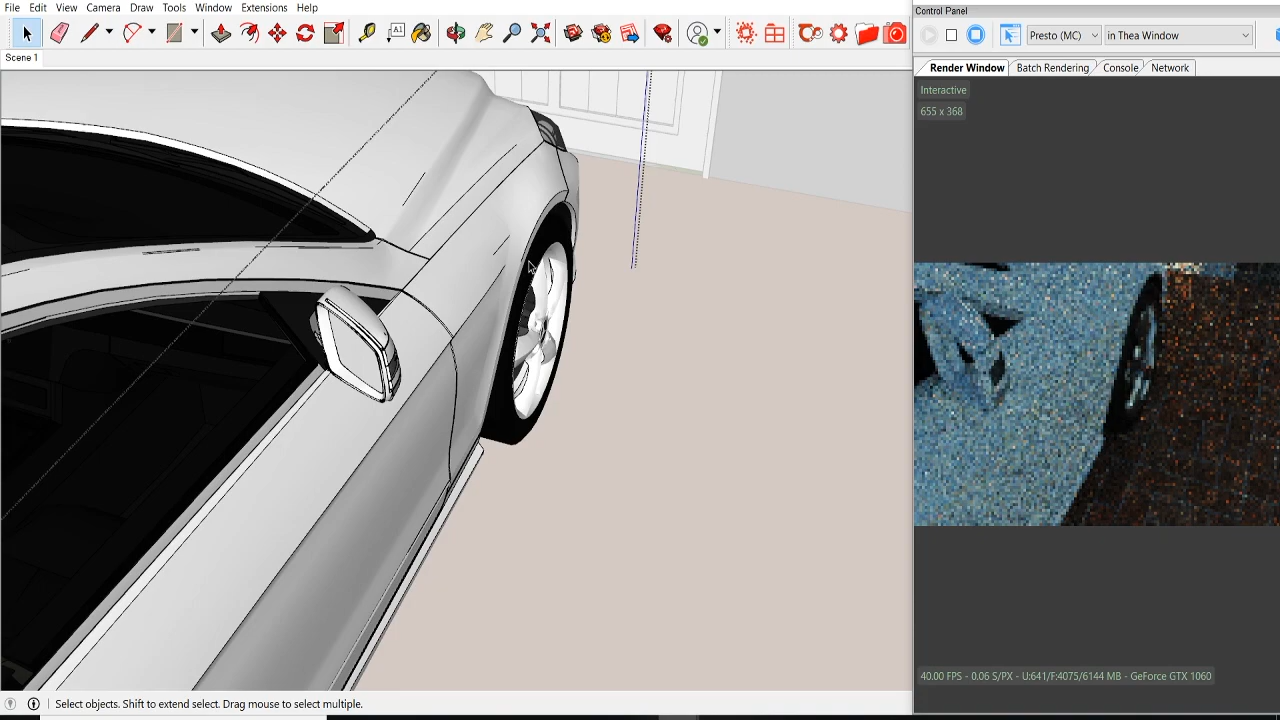 File Edit View Camera Draw Tools Window Extensions Help
Control Panel
A1
Presto (MC)
in Thea Window
Scene 1
Render Window Batch Rendering Console Network
Interactive
655 x 368
40.00 FPS - 0.06 S/PX - U:641/F:4075/6144 MB - GeForce GTX 1060
Select objects. Shift to extend select. Drag mouse to select multiple.